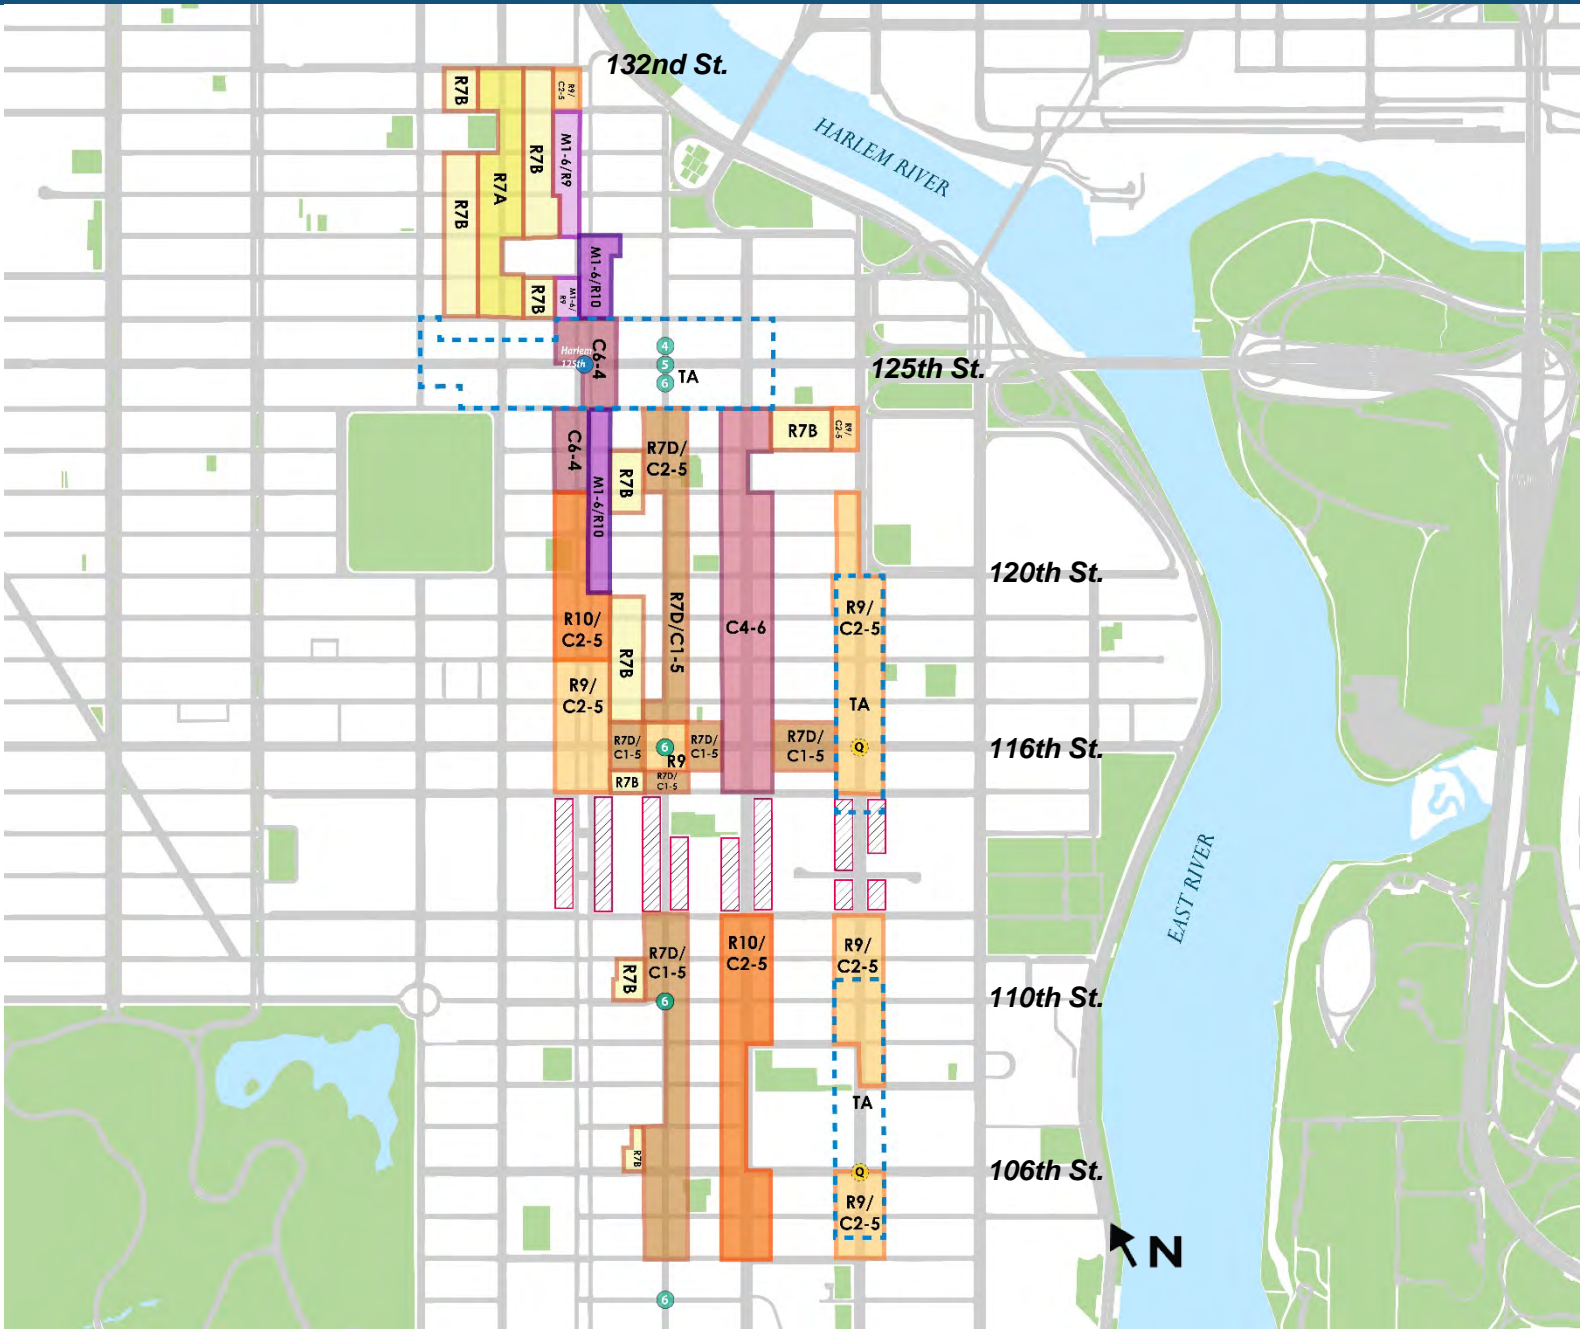 132nd St.
R7B
R7A
R7B
R9/
C2-5
M1-6/R9
HARLEM RIVER
R7B
M1-6/R10
R7B
M1-6/
R9
Harlem
125th
C6-4
4
5
6
TA
125th St.
C6-4
R7D/
C2-5
R7B
R9/
C2-5
R7B
M1-6/R10
120th St.
R10/
C2-5
R7B
R7D/C1-5
C4-6
R9/
C2-5
R9/
C2-5
TA
R7D/
C1-5
6
R9
R7D/
C1-5
R7D/
C1-5
Q
116th St.
R7B
R7D/
C1-5
EAST RIVER
R7D/
C1-5
R10/
C2-5
R9/
C2-5
R7B
6
110th St.
TA
R7B
Q
106th St.
R9/
C2-5
N
6